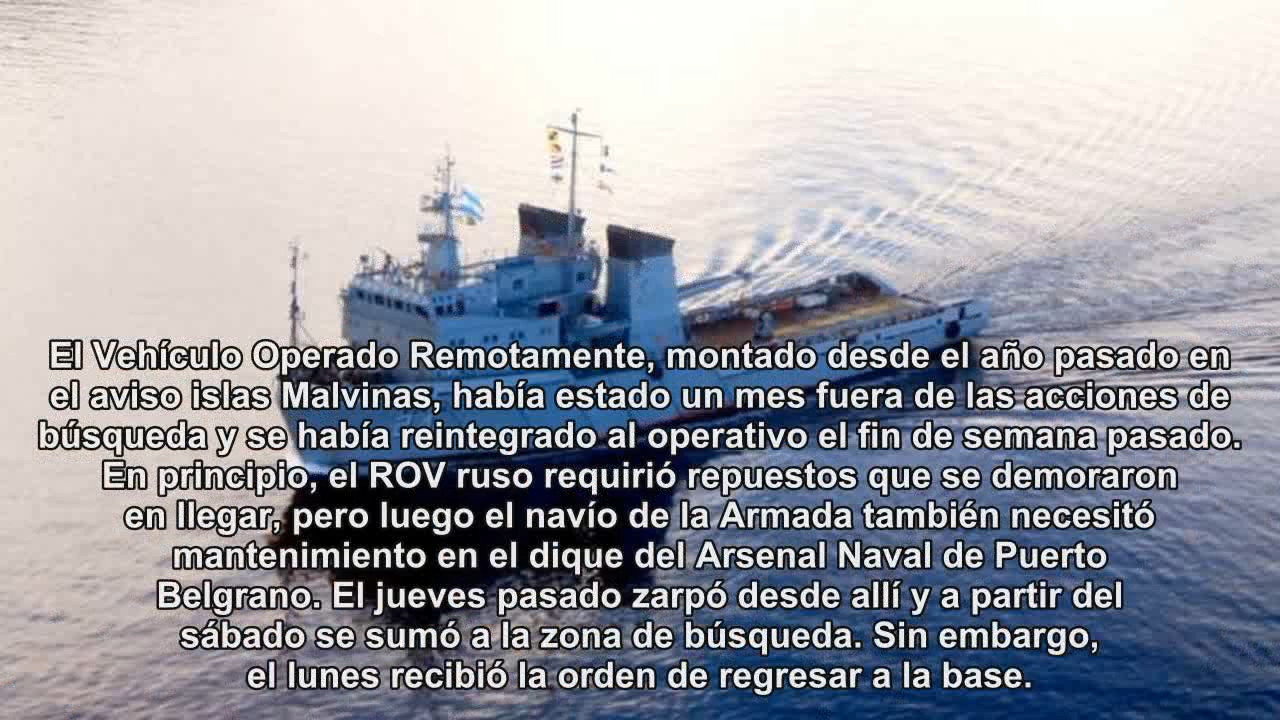 El Vehículo Operado Remotamente, montado desde el año pasado en
el aviso islas Malvinas, había estado un mes fuera de las acciones de
búsqueda y se había reintegrado al operativo el fin de semana pasado.
En principio, el ROV ruso requirió repuestos que se demoraron
en llegar, pero luego el navío de la Armada también necesitó
mantenimiento en el dique del Arsenal Naval de Puerto
Belgrano. El jueves pasado zarpó desde allí y a partir del
sábado se sumó a la zona de búsqueda. Sin embargo,
el lunes recibió la orden de regresar a la base.